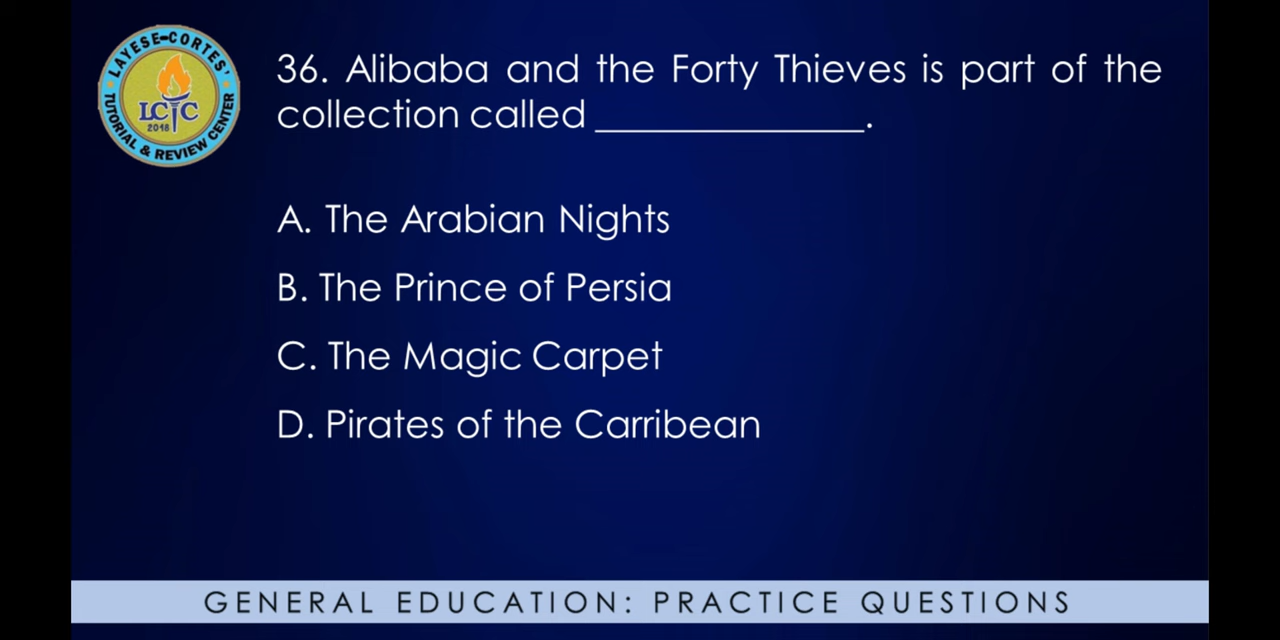 LAYESE-CORTES'
LCTC
2018
TUTORIAL & REVIEW CENTER
36. Alibaba and the Forty Thieves is part of the
collection called ______________.
A. The Arabian Nights
B. The Prince of Persia
C. The Magic Carpet
D. Pirates of the Carribean
GENERAL EDUCATION: PRACTICE QUESTIONS